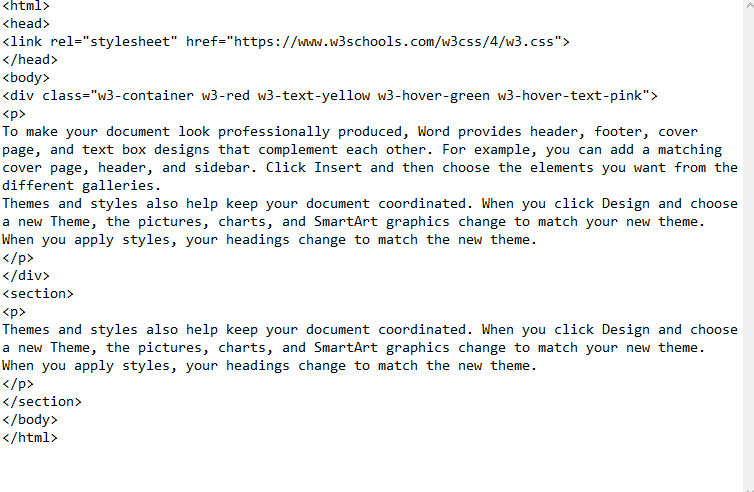 <html>
<head>
<link rel="stylesheet" href="https://www.w3schools.com/w3css/4/w3.css">
</head>
<body>
<div class="w3-container w3-red w3-text-yellow w3-hover-green w3-hover-text-pink">
<p>
To make your document look professionally produced, Word provides header, footer, cover
page, and text box designs that complement each other. For example, you can add a matching
cover page, header, and sidebar. Click Insert and then choose the elements you want from the
different galleries.
Themes and styles also help keep your document coordinated. When you click Design and choose
a new Theme, the pictures, charts, and SmartArt graphics change to match your new theme.
When you apply styles, your headings change to match the new theme.
</p>
</div>
<section>
<p>
Themes and styles also help keep your document coordinated. When you click Design and choose
a new Theme, the pictures, charts, and SmartArt graphics change to match your new theme.
When you apply styles, your headings change to match the new theme.
</p>
</section>
</body>
</html>